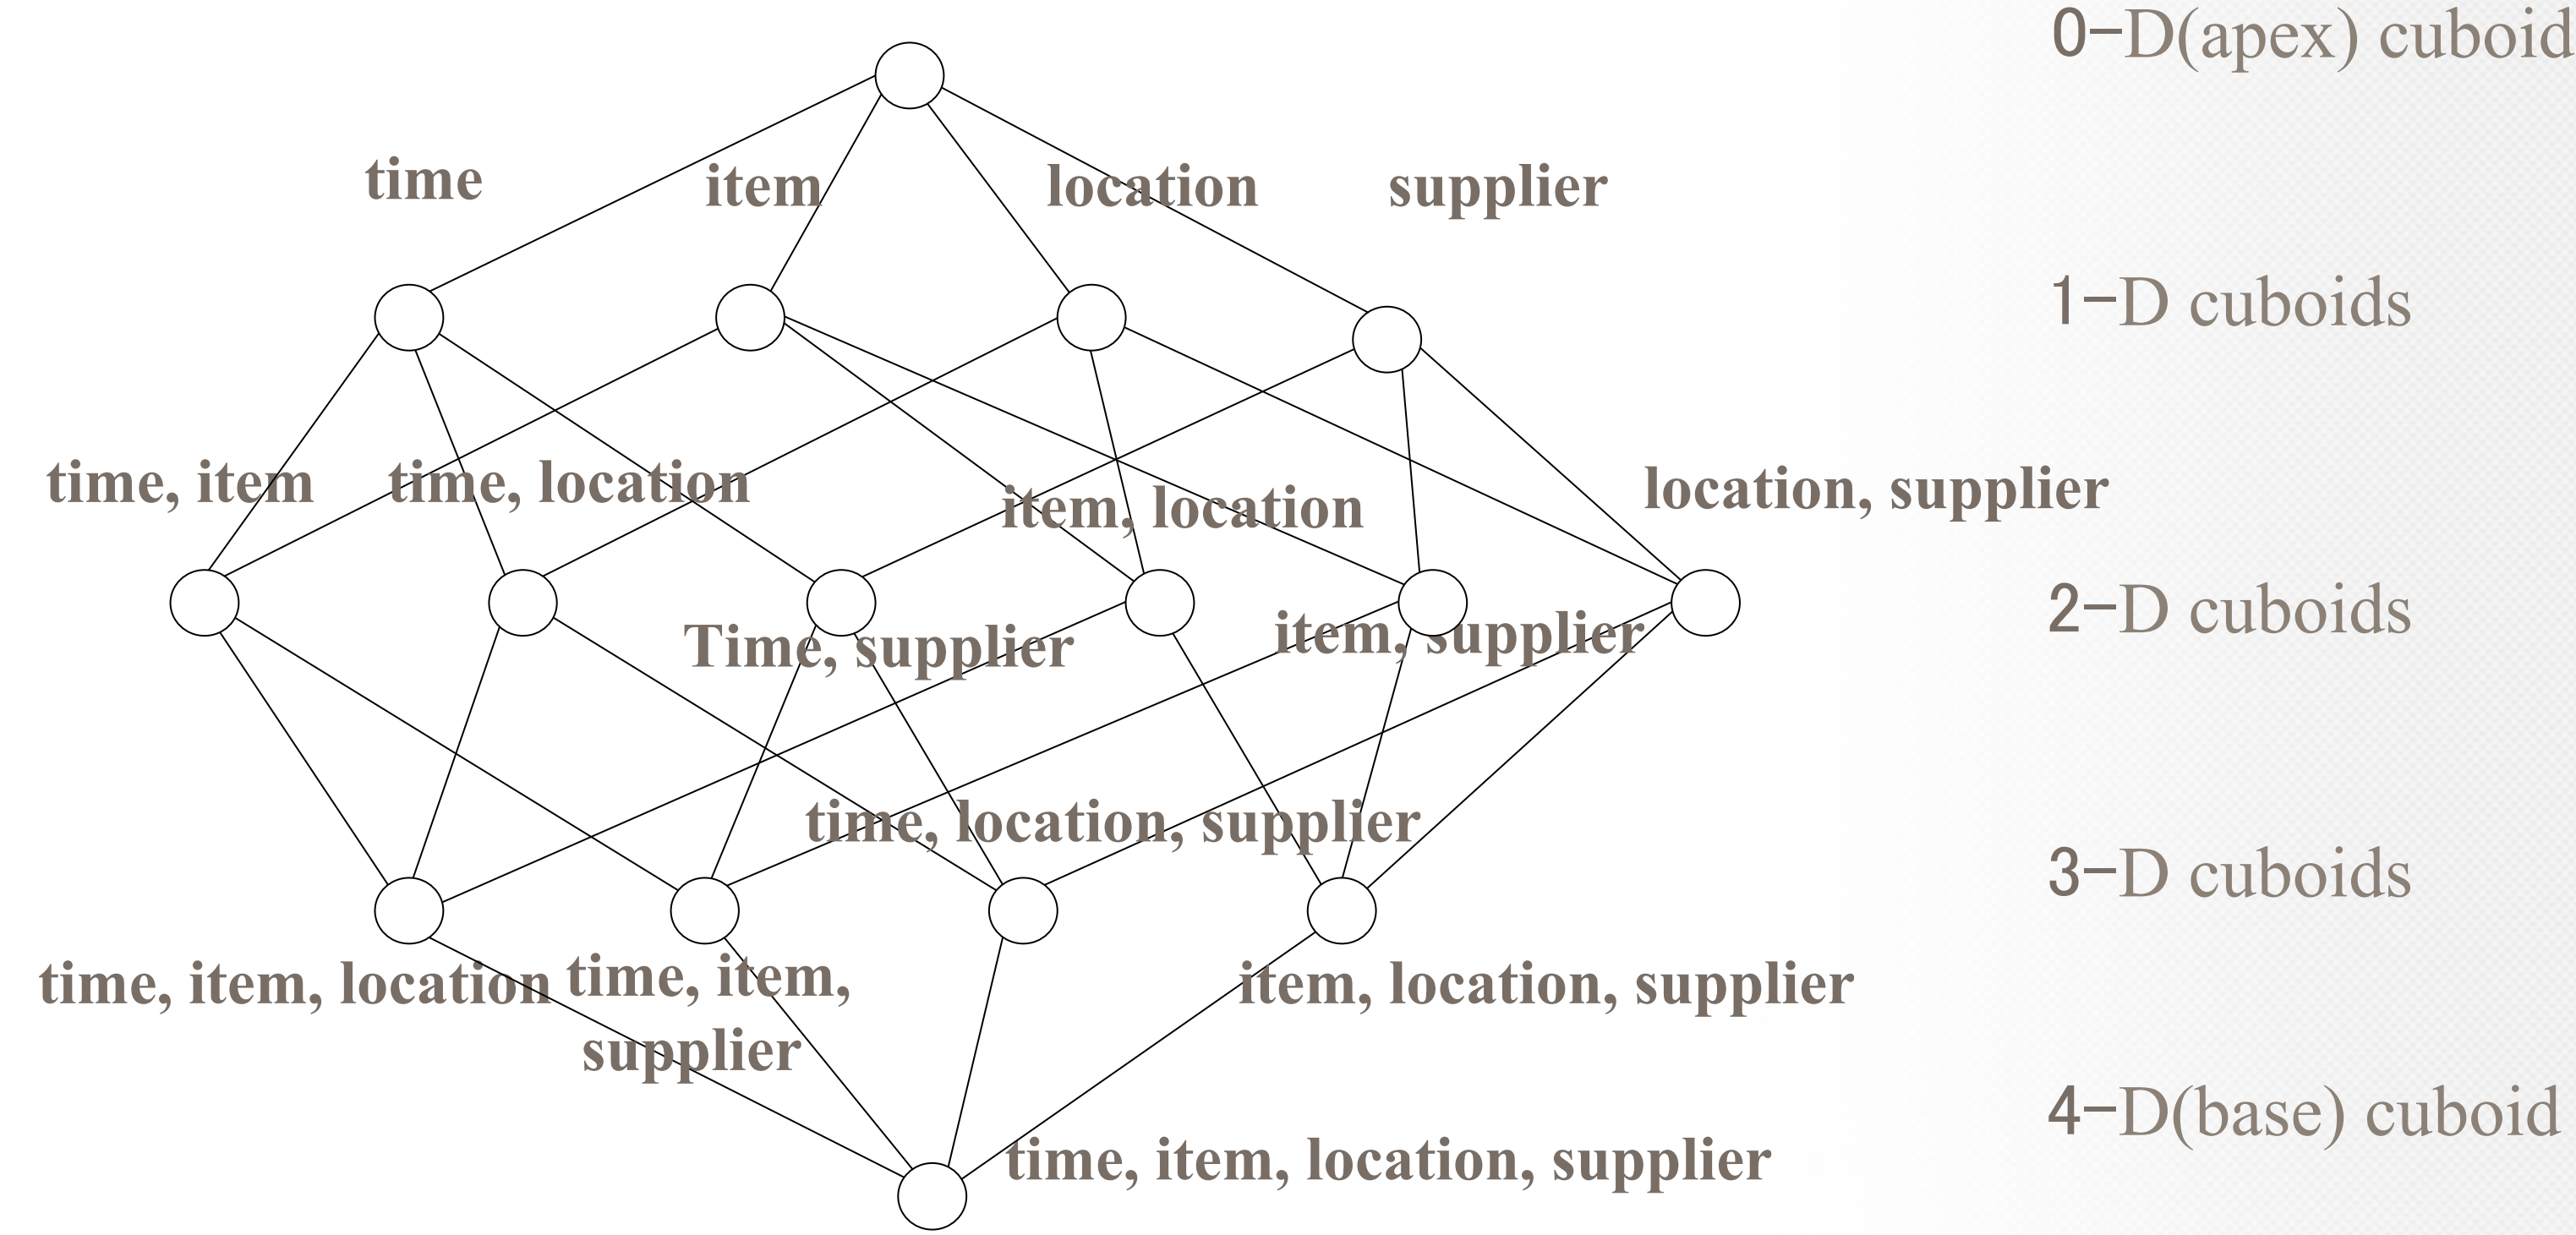 0-D(apex) cuboid
time
item
location
supplier
1-D cuboids
time, item
time, location
item, location
location, supplier
2-D cuboids
Time, supplier
item, supplier
time, location, supplier
3-D cuboids
time, item, location
time, item,
supplier
item, location, supplier
4-D(base) cuboid
time, item, location, supplier